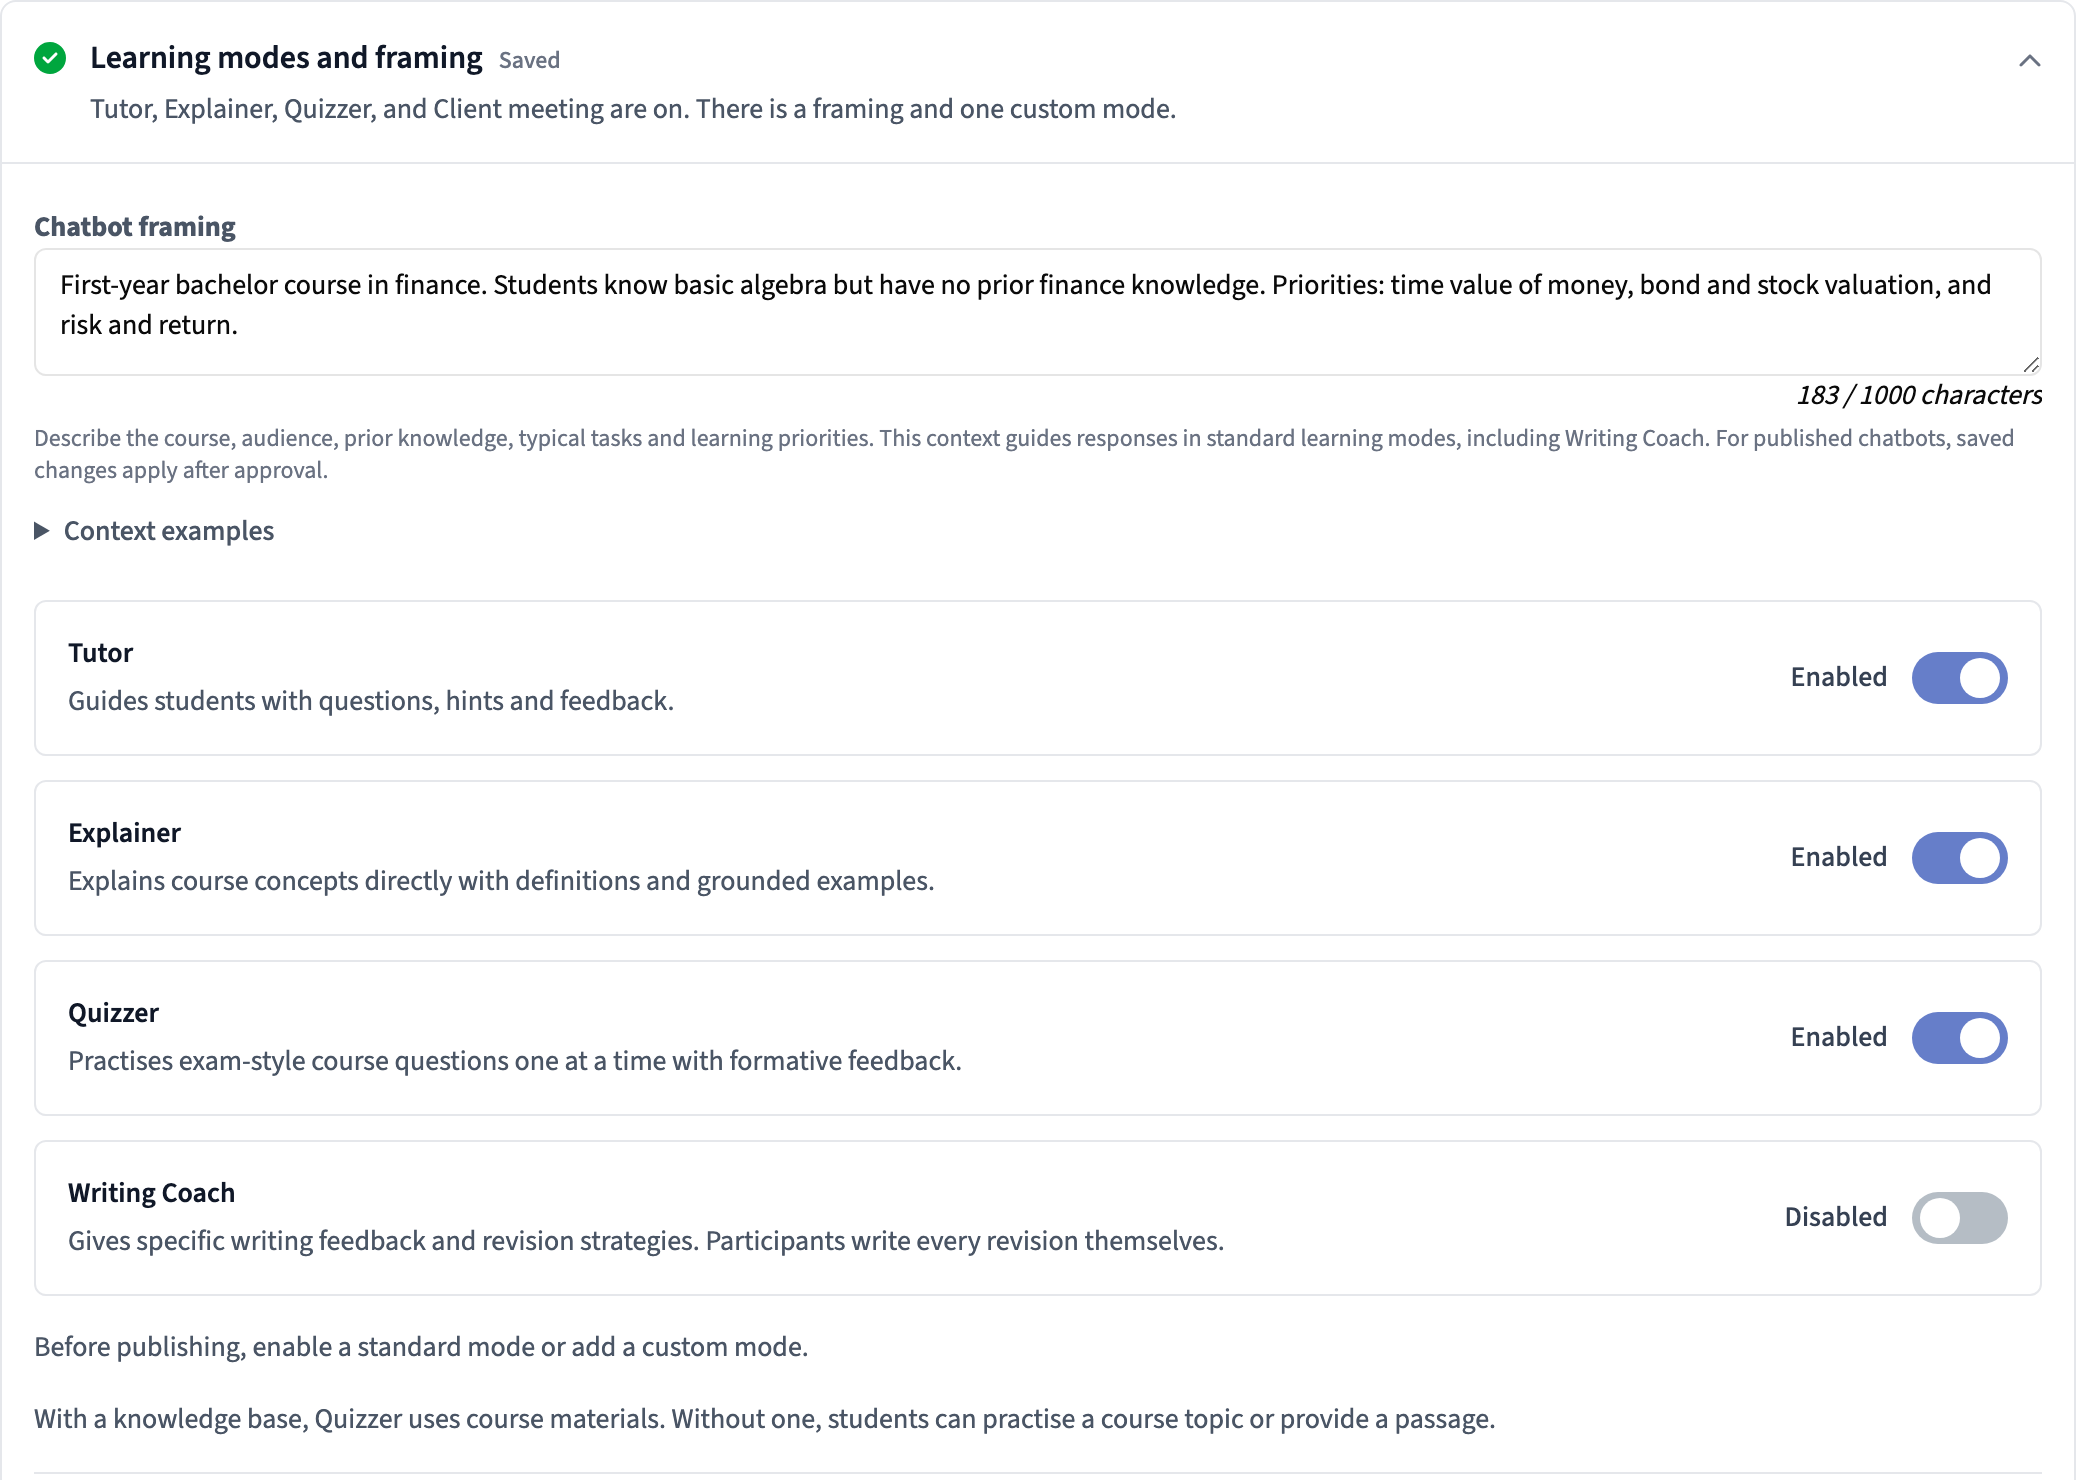 Learning modes and framing Saved
Tutor, Explainer, Quizzer, and Client meeting are on. There is a framing and one custom mode.
Chatbot framing
First-year bachelor course in finance. Students know basic algebra but have no prior finance knowledge. Priorities: time value of money, bond and stock valuation, and
risk and return.
183 / 1000 characters
Describe the course, audience, prior knowledge, typical tasks and learning priorities. This context guides responses in standard learning modes, including Writing Coach. For published chatbots, saved
changes apply after approval.
Context examples
Tutor
Guides students with questions, hints and feedback.
Enabled
Explainer
Explains course concepts directly with definitions and grounded examples.
Enabled
Quizzer
Practises exam-style course questions one at a time with formative feedback.
Enabled
Writing Coach
Gives specific writing feedback and revision strategies. Participants write every revision themselves.
Disabled
Before publishing, enable a standard mode or add a custom mode.
With a knowledge base, Quizzer uses course materials. Without one, students can practise a course topic or provide a passage.